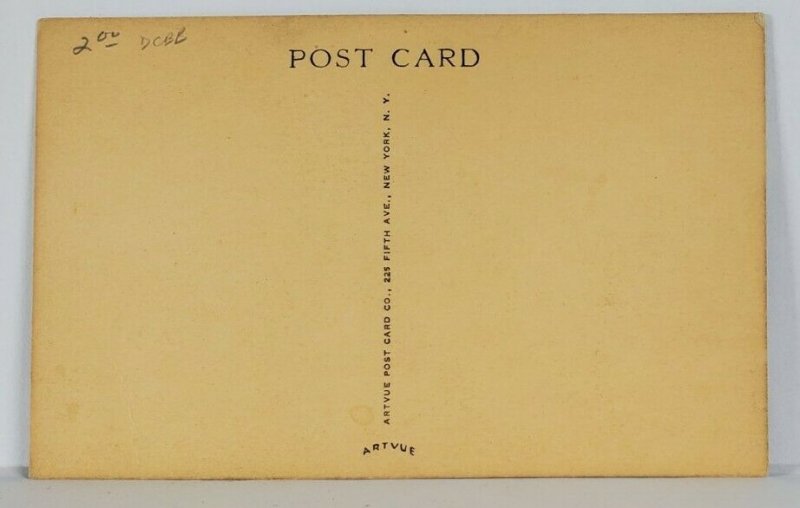 2 00 DCBL
POST CARD
ARTVUE POST CARD CO., 225 FIFTH AVE., NEW YORK, N. Y.
ARTVUE